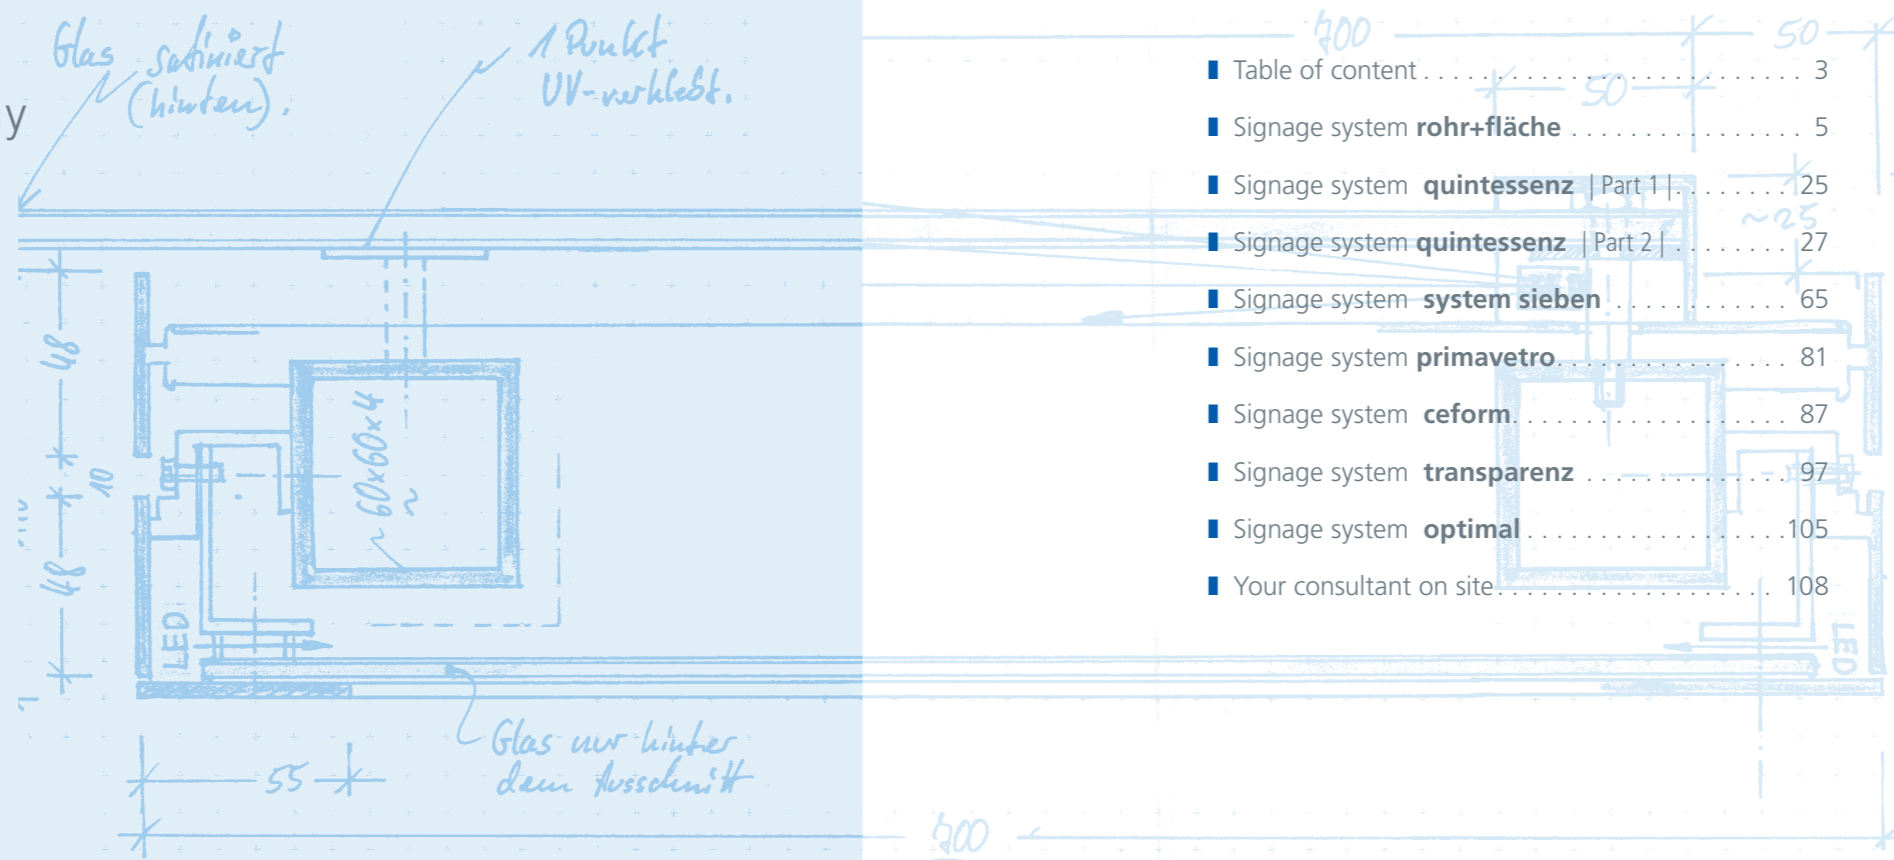 Glas satiniert
(hinten).
1 Punkt
UV-verklebt.
y
48
10
48
60x60x4
LED
Glas nur hinter
dem Ausschnitt
55
700
50
50
~25
Table of content 3
Signage system rohr+fläche 5
Signage system quintessenz | Part 1 | 25
Signage system quintessenz | Part 2 | 27
Signage system system sieben 65
Signage system primavetro 81
Signage system ceform 87
Signage system transparenz 97
Signage system optimal 105
Your consultant on site 108
LED
700